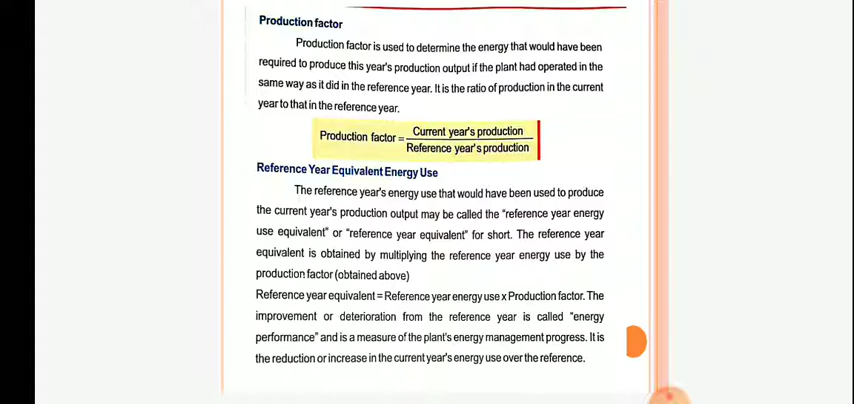 Production factor
Production factor is used to determine the energy that would have been
required to produce this year's production output if the plant had operated in the
same way as it did in the reference year. It is the ratio of production in the current
year to that in the reference year.
Production factor = Current year's production
Reference year's production
Reference Year Equivalent Energy Use
The reference year's energy use that would have been used to produce
the current year's production output may be called the "reference year energy
use equivalent" or "reference year equivalent" for short. The reference year
equivalent is obtained by multiplying the reference year energy use by the
production factor (obtained above)
Reference year equivalent = Reference year energy use x Production factor. The
improvement or deterioration from the reference year is called "energy
performance" and is a measure of the plant's energy management progress. It is
the reduction or increase in the current year's energy use over the reference.